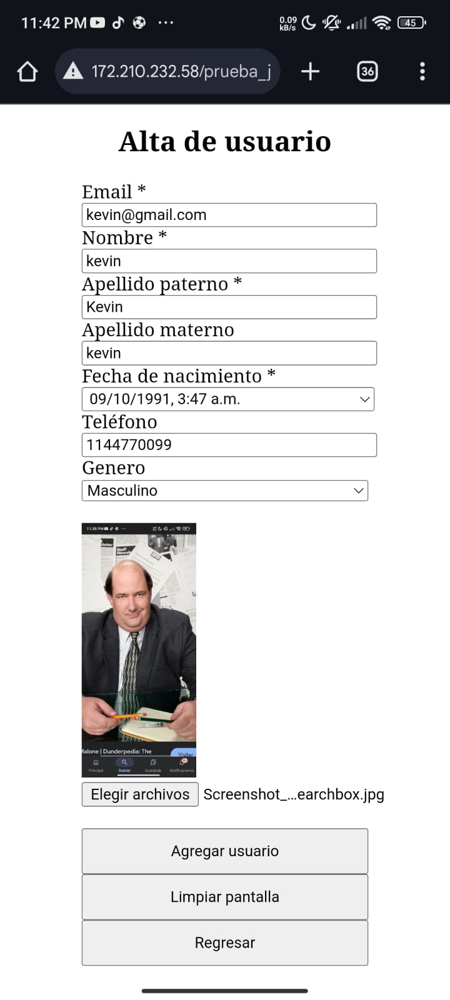 11:42 PM
0.09
kB/s
45
172.210.232.58/prueba_j
36
Alta de usuario
Email *
kevin@gmail.com
Nombre *
kevin
Apellido paterno *
Kevin
Apellido materno
kevin
Fecha de nacimiento *
09/10/1991, 3:47 a.m.
Teléfono
1144770099
Genero
Masculino
11:35 PM
Malone | Dunderpedia: The
Visitar
Principal
Buscar
Guardado
Notificaciones
Elegir archivos
Screenshot_...earchbox.jpg
Agregar usuario
Limpiar pantalla
Regresar